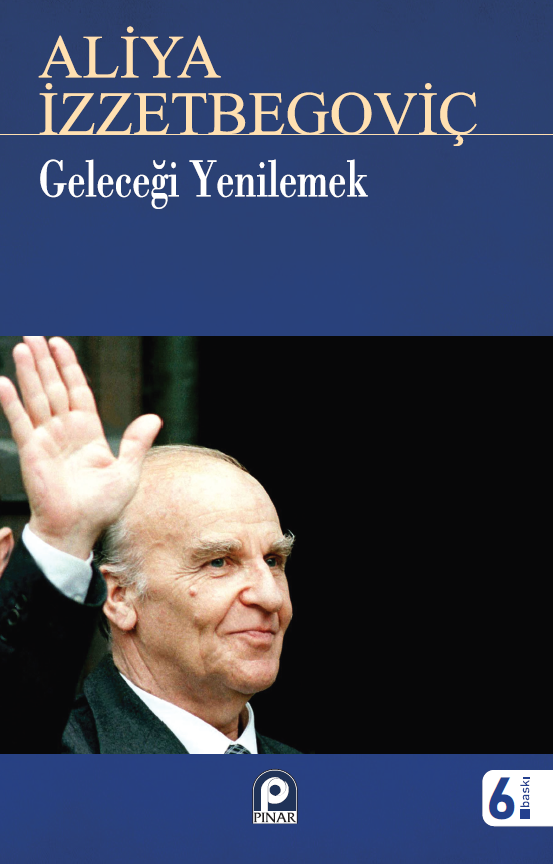 ALİYA
İZZETBEGOVİÇ
Geleceği Yenilemek
PINAR
6. baskı